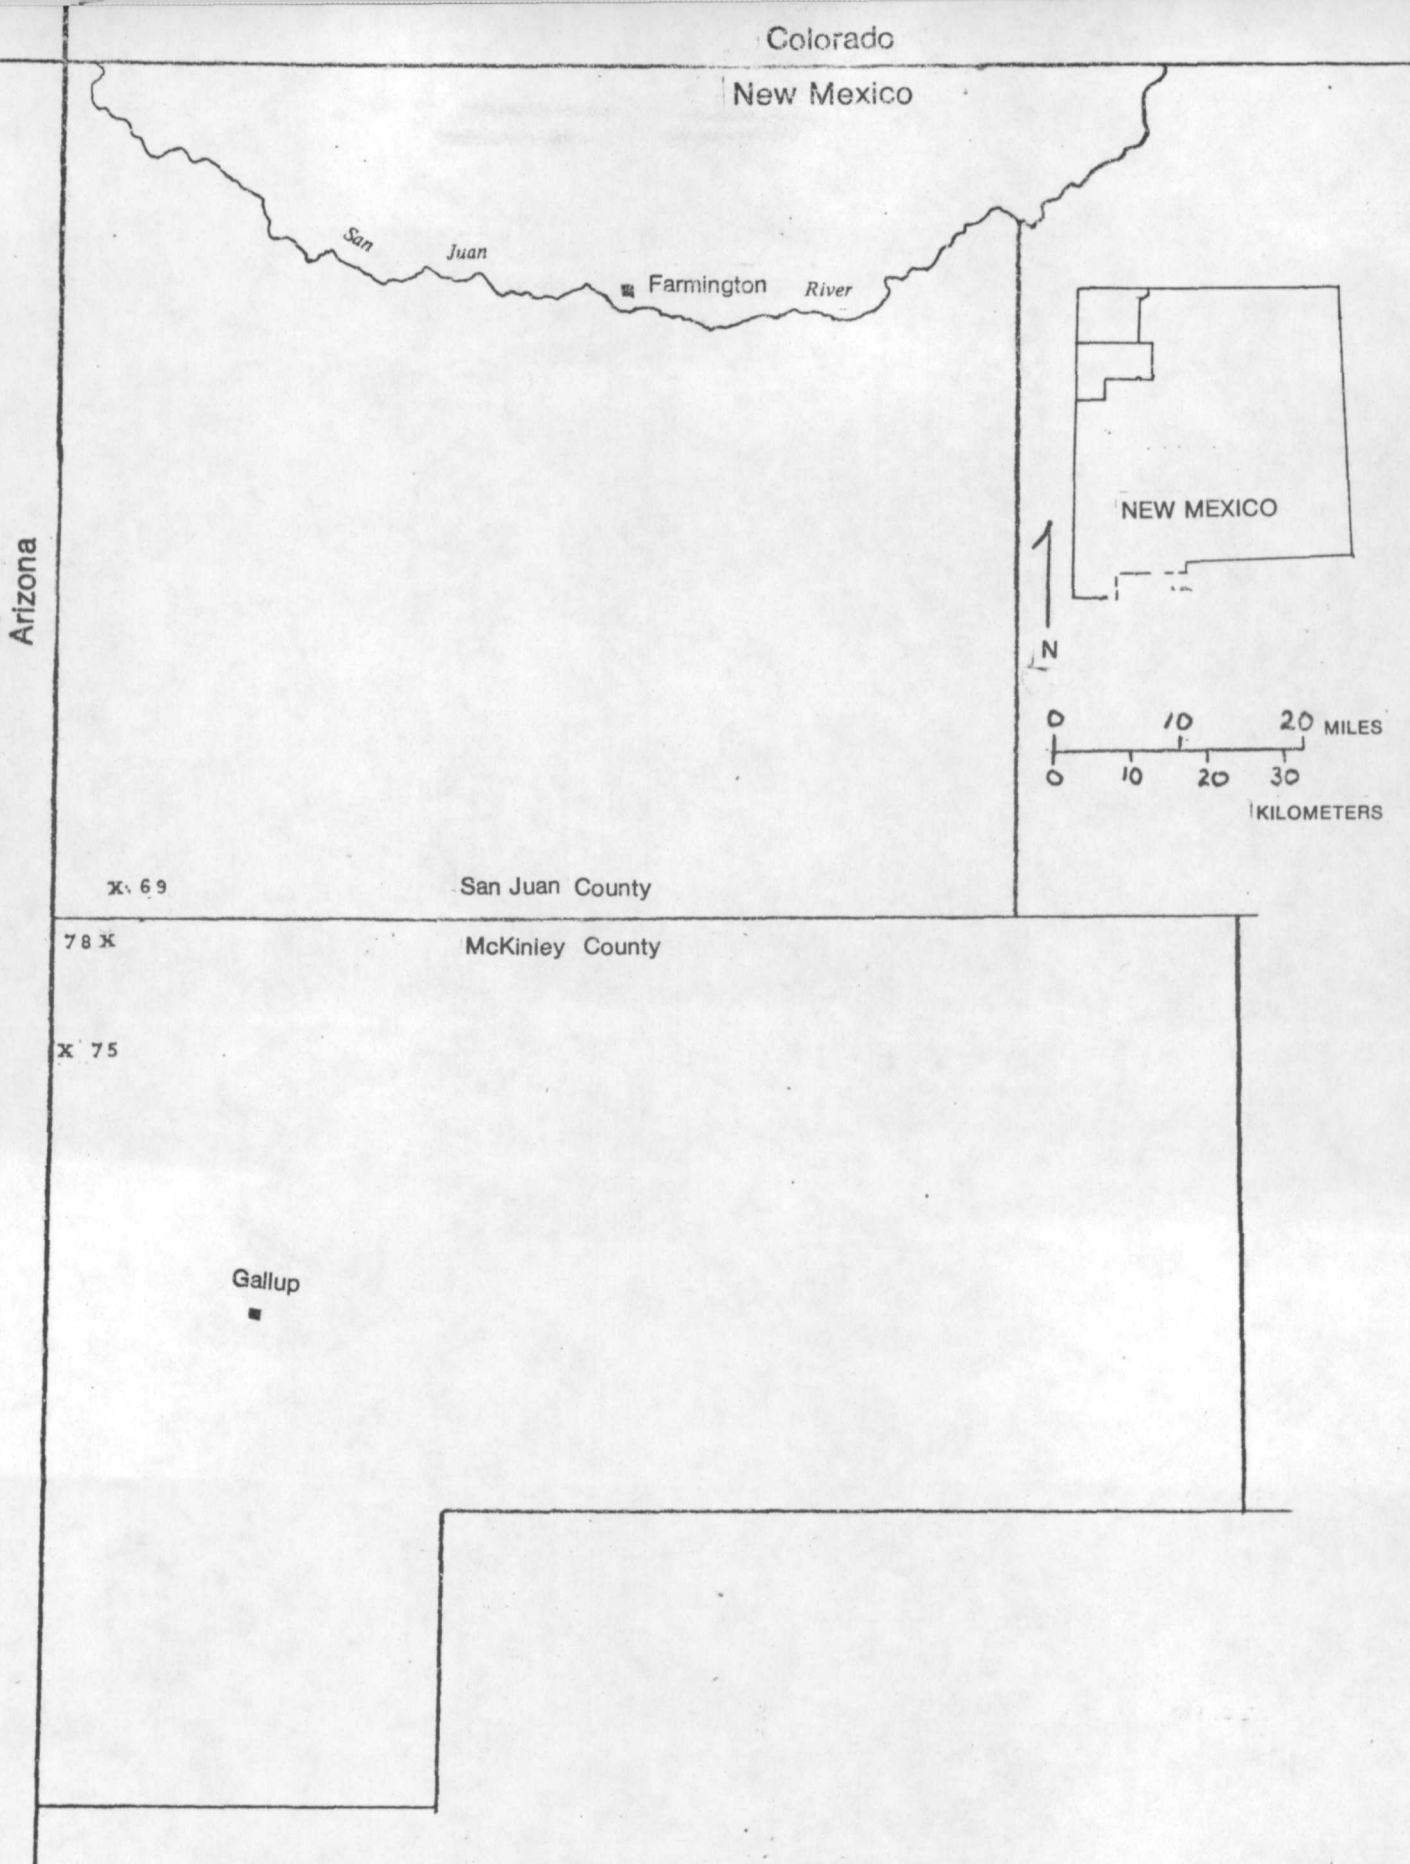 Colorado
New Mexico
San Juan River
Farmington
Arizona
NEW MEXICO
N
0 10 20 MILES
0 10 20 30
KILOMETERS
X 69
San Juan County
78 X
McKinley County
X 75
Gallup